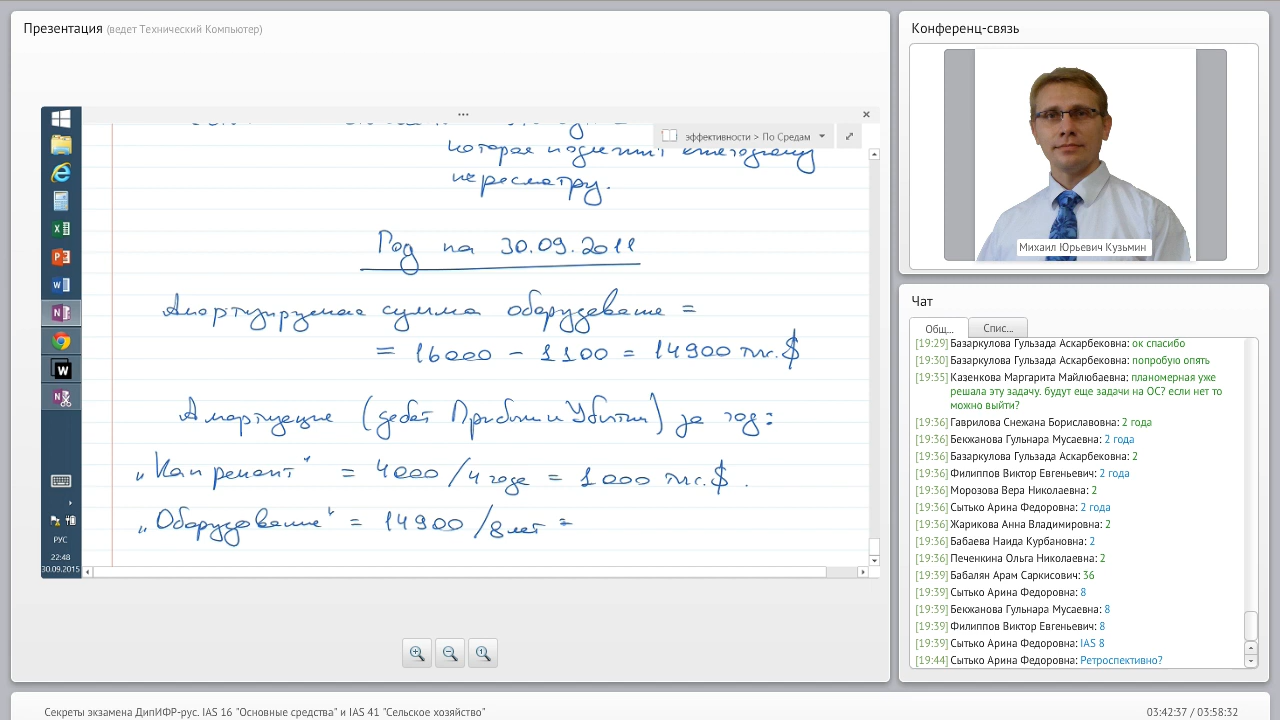 Презентация (ведет Технический Компьютер)
эффективности > По Средам
которая подлежит ежегодному
пересмотру.
Год на 30.09.2011
Амортизируемая сумма оборудование =
= 16000 - 1100 = 14900 тыс. $
Амортизация (дебет Прибыли и Убытки) за год:
„Кап ремонт" = 4000 / 4 года = 1000 тыс. $.
„Оборудование" = 14900 / 8 лет =
РУС
22:48
30.09.2015
Конференц-связь
Михаил Юрьевич Кузьмин
Чат
Общ...
Спис...
[19:29] Базаркулова Гульзада Аскарбековна: ок спасибо
[19:30] Базаркулова Гульзада Аскарбековна: попробую опять
[19:35] Казенкова Маргарита Майлюбаевна: планомерная уже
решала эту задачу. будут еще задачи на ОС? если нет то
можно выйти?
[19:36] Гаврилова Снежана Бориславовна: 2 года
[19:36] Беюканова Гульнара Мусаевна: 2 года
[19:36] Базаркулова Гульзада Аскарбековна: 2
[19:36] Филиппов Виктор Евгеньевич: 2 года
[19:36] Морозова Вера Николаевна: 2
[19:36] Сытько Арина Федоровна: 2 года
[19:36] Жарикова Анна Владимировна: 2
[19:36] Бабаева Наида Курбановна: 2
[19:36] Печенкина Ольга Николаевна: 2
[19:39] Бабалян Арам Саркисович: 36
[19:39] Сытько Арина Федоровна: 8
[19:39] Беюканова Гульнара Мусаевна: 8
[19:39] Филиппов Виктор Евгеньевич: 8
[19:39] Сытько Арина Федоровна: IAS 8
[19:44] Сытько Арина Федоровна: Ретроспективно?
Секреты экзамена ДипИФР-рус. IAS 16 "Основные средства" и IAS 41 "Сельское хозяйство"
03:42:37 / 03:58:32